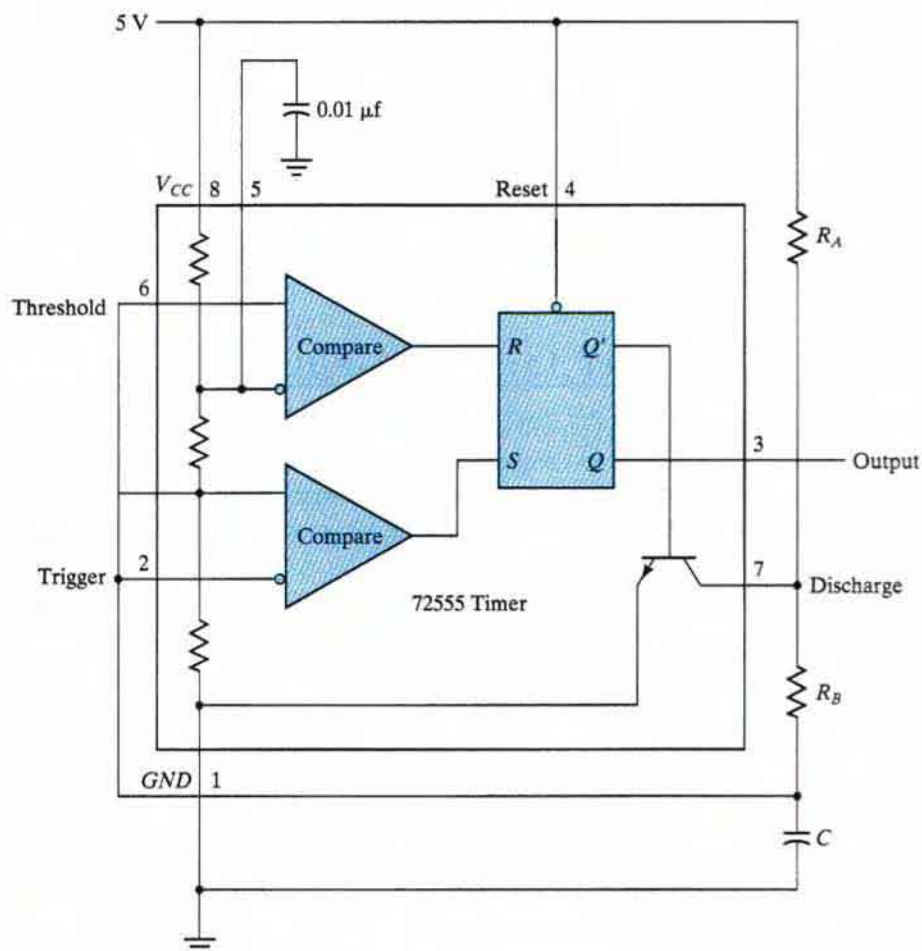 5 V
0.01 μf
V_CC 8 5 Reset 4
R_A
6
Threshold
Compare R Q'
3
S Q Output
Compare
2
Trigger 7 Discharge
72555 Timer
R_B
GND 1
C